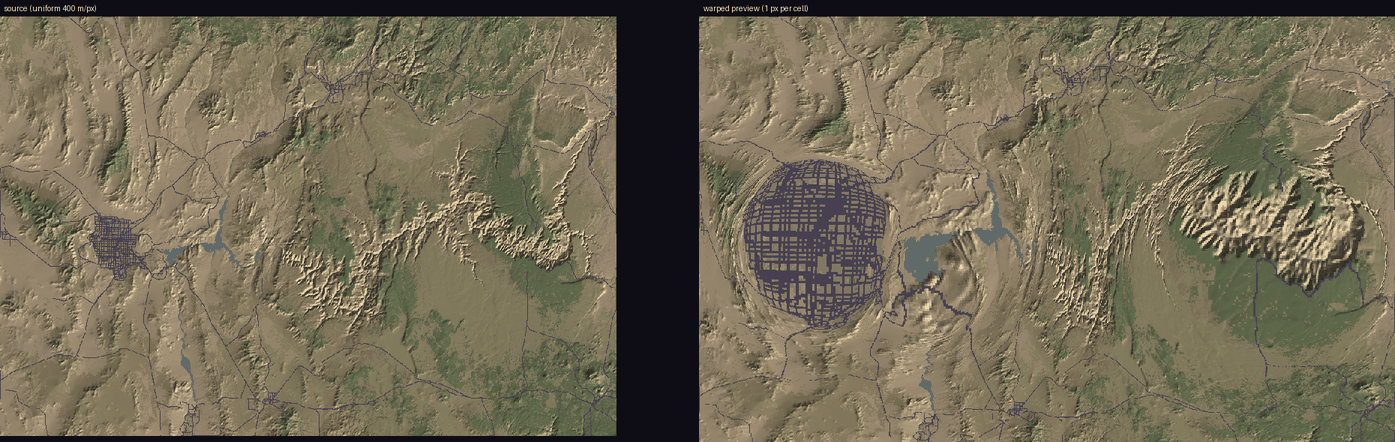 source (uniform 400 m/px)
warped preview (1 px per cell)